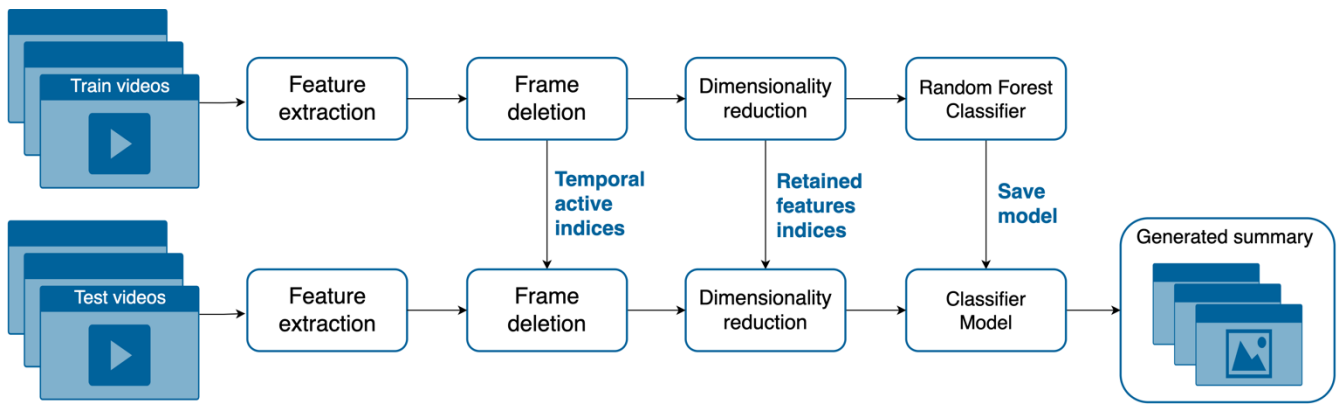 Train videos
Feature
extraction
Frame
deletion
Dimensionality
reduction
Random Forest
Classifier
Temporal
active
indices
Retained
features
indices
Save
model
Test videos
Feature
extraction
Frame
deletion
Dimensionality
reduction
Classifier
Model
Generated summary